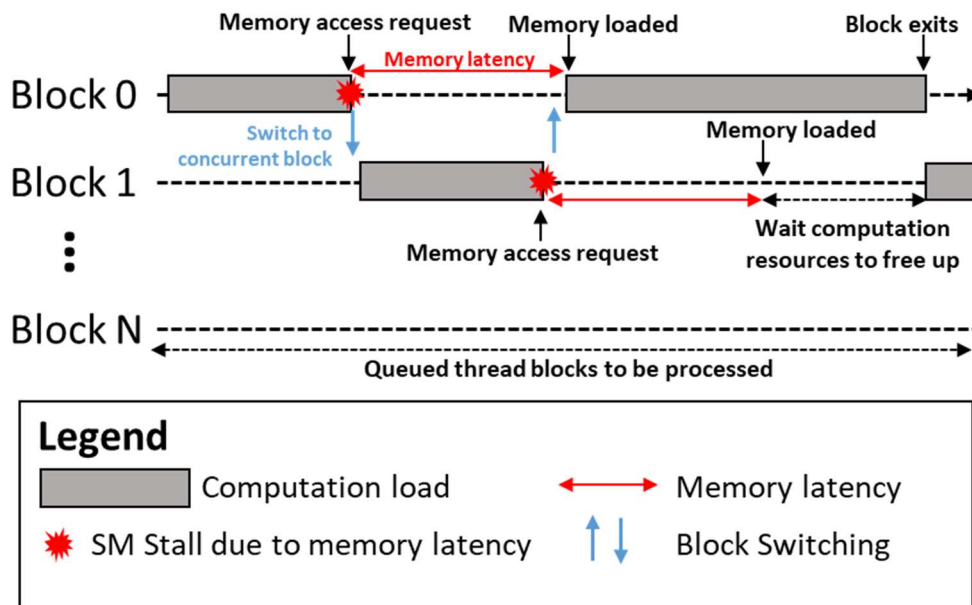 Memory access request
Memory loaded
Block exits
Memory latency
Block 0
Switch to
concurrent block
Memory loaded
Block 1
Memory access request
Wait computation
resources to free up
Block N
Queued thread blocks to be processed
Legend
Computation load
Memory latency
SM Stall due to memory latency
Block Switching